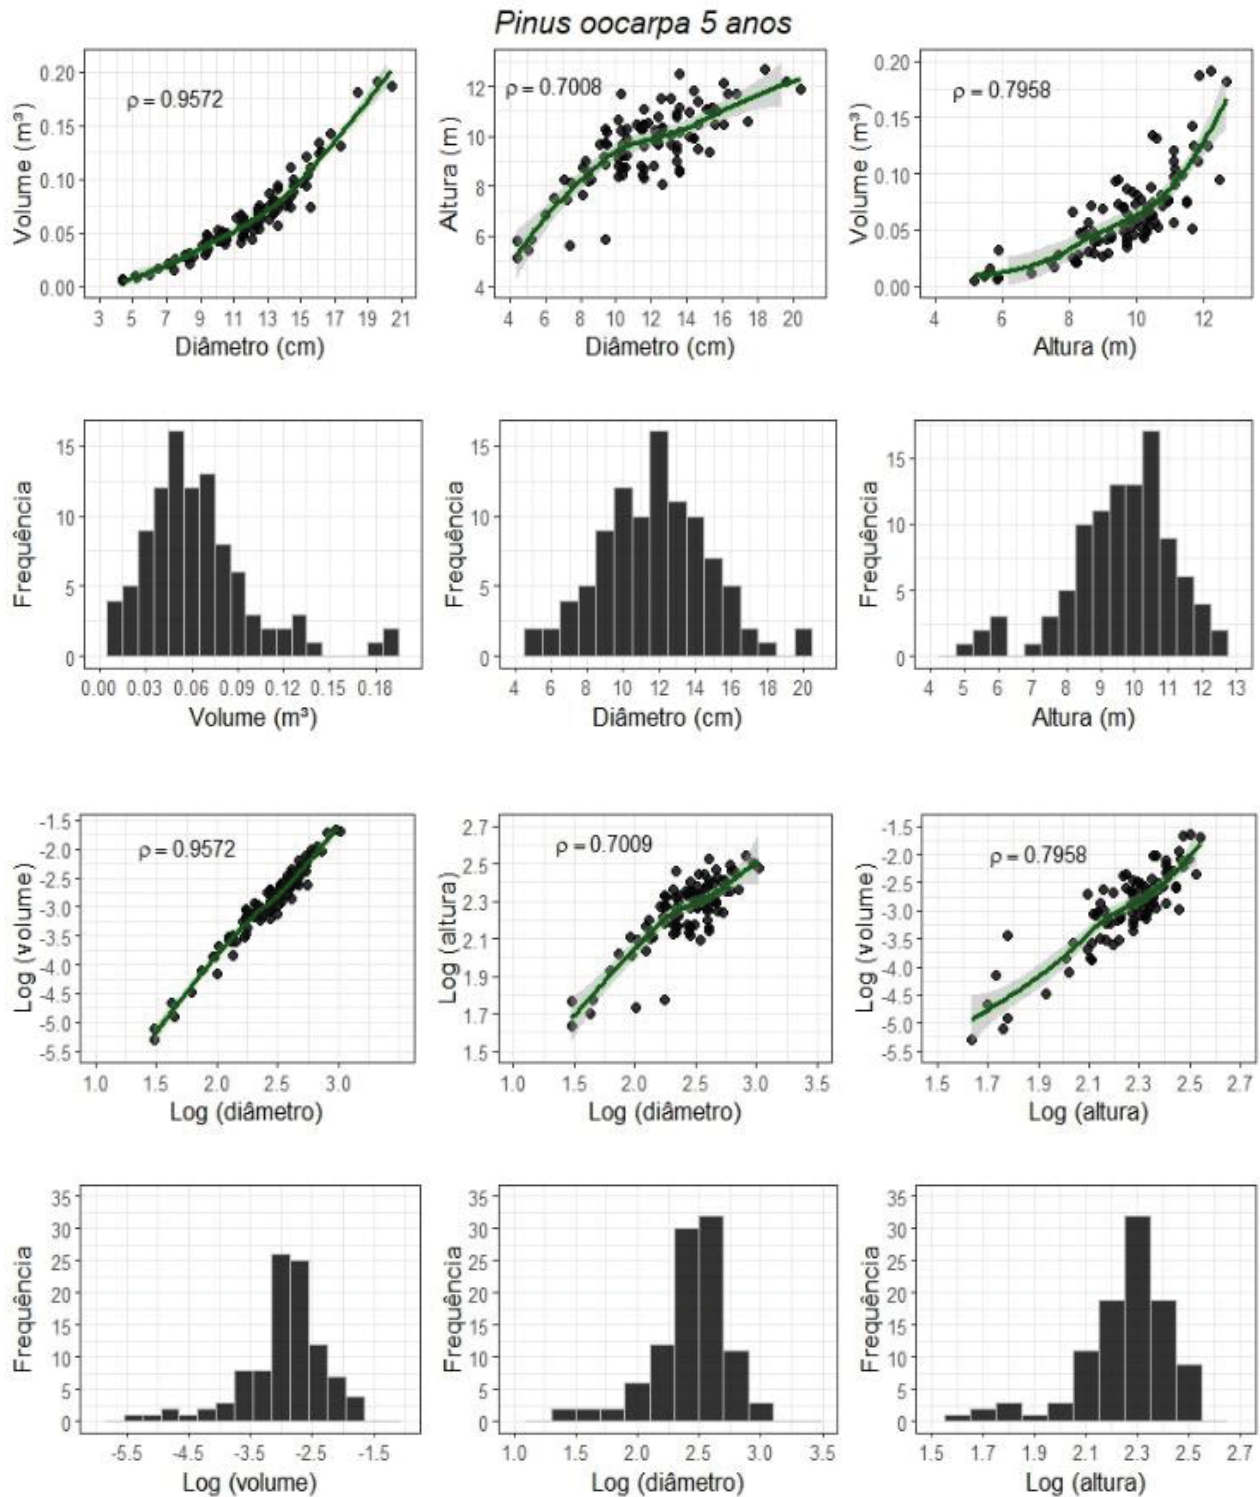 Pinus oocarpa 5 anos
ρ = 0.9572
Volume (m³)
0.20
0.15
0.10
0.05
0.00
3 5 7 9 11 13 15 17 19 21
Diâmetro (cm)
ρ = 0.7008
Altura (m)
12
10
8
6
4
4 6 8 10 12 14 16 18 20
Diâmetro (cm)
ρ = 0.7958
Volume (m³)
0.20
0.15
0.10
0.05
0.00
4 6 8 10 12
Altura (m)
Frequência
15
10
5
0
0.00 0.03 0.06 0.09 0.12 0.15 0.18
Volume (m³)
Frequência
15
10
5
0
4 6 8 10 12 14 16 18 20
Diâmetro (cm)
Frequência
15
10
5
0
4 5 6 7 8 9 10 11 12 13
Altura (m)
ρ = 0.9572
Log (volume)
-1.5
-2.0
-2.5
-3.0
-3.5
-4.0
-4.5
-5.0
-5.5
1.0 1.5 2.0 2.5 3.0
Log (diâmetro)
ρ = 0.7009
Log (altura)
2.7
2.5
2.3
2.1
1.9
1.7
1.5
1.0 1.5 2.0 2.5 3.0 3.5
Log (diâmetro)
ρ = 0.7958
Log (volume)
-1.5
-2.0
-2.5
-3.0
-3.5
-4.0
-4.5
-5.0
-5.5
1.5 1.7 1.9 2.1 2.3 2.5 2.7
Log (altura)
Frequência
35
30
25
20
15
10
5
0
-5.5 -4.5 -3.5 -2.5 -1.5
Log (volume)
Frequência
35
30
25
20
15
10
5
0
1.0 1.5 2.0 2.5 3.0 3.5
Log (diâmetro)
Frequência
35
30
25
20
15
10
5
0
1.5 1.7 1.9 2.1 2.3 2.5 2.7
Log (altura)